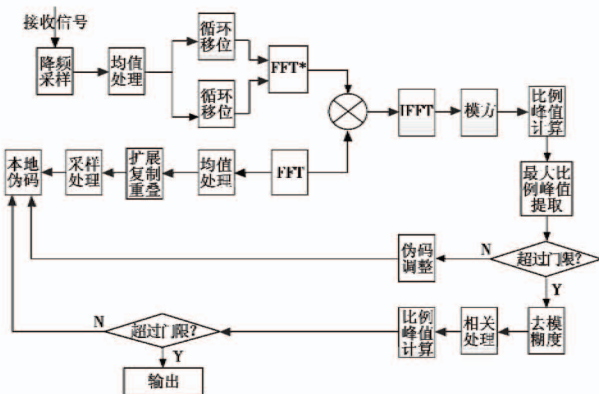 接收信号
降频
采样
均值
处理
循环
移位
循环
移位
FFT*
IFFT
模方
比例
峰值
计算
本地
伪码
采样
处理
扩展
复制
重叠
均值
处理
FFT
最大比
例峰值
提取
伪码
调整
N
超过门限?
Y
N
超过门限?
Y
比例
峰值
计算
相关
处理
去模
糊度
输出